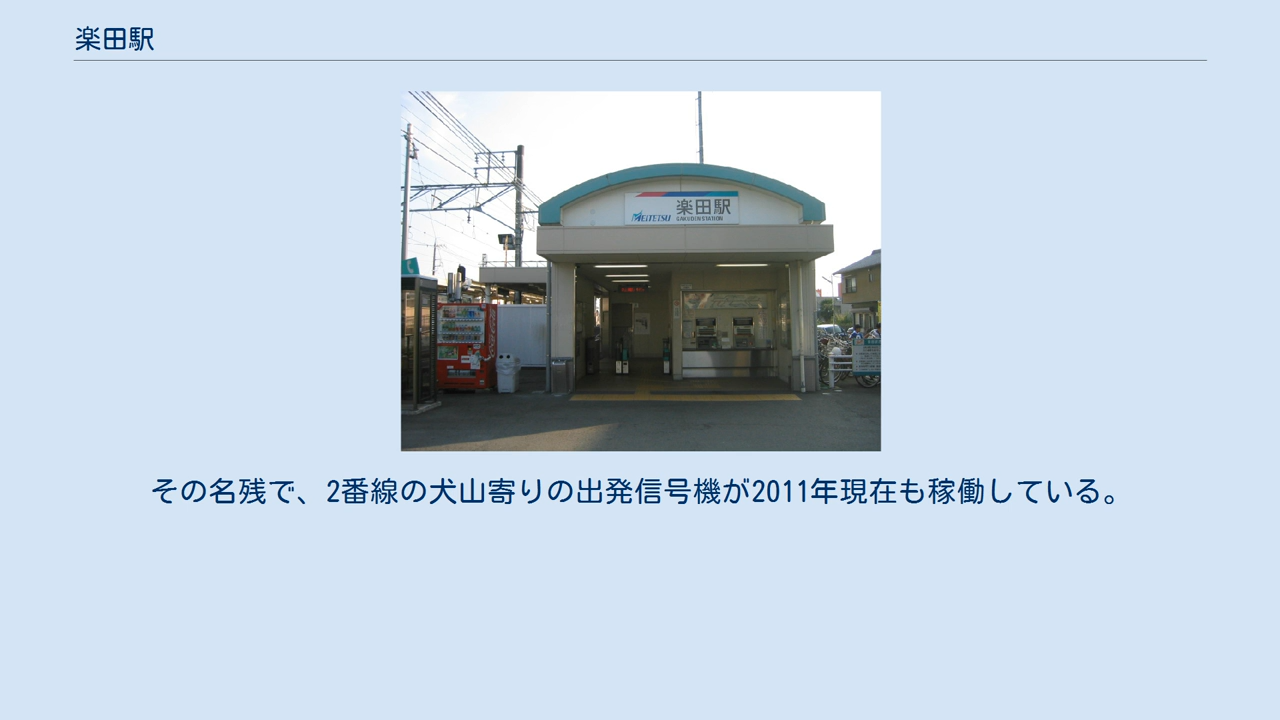 楽田駅
MEITETSU 楽田駅
GAKUDEN STATION
その名残で、2番線の犬山寄りの出発信号機が2011年現在も稼働している。